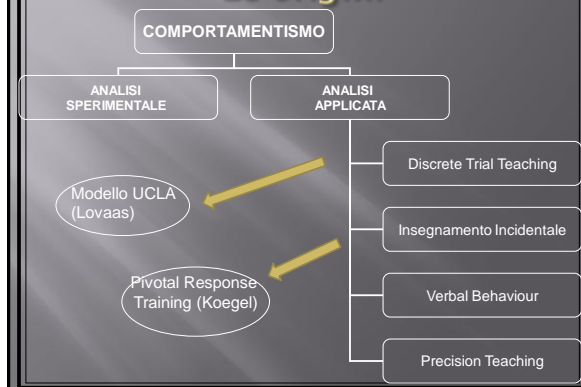 COMPORTAMENTISMO
ANALISI
SPERIMENTALE
ANALISI
APPLICATA
Discrete Trial Teaching
Modello UCLA
(Lovaas)
Insegnamento Incidentale
Pivotal Response
Training (Koegel)
Verbal Behaviour
Precision Teaching